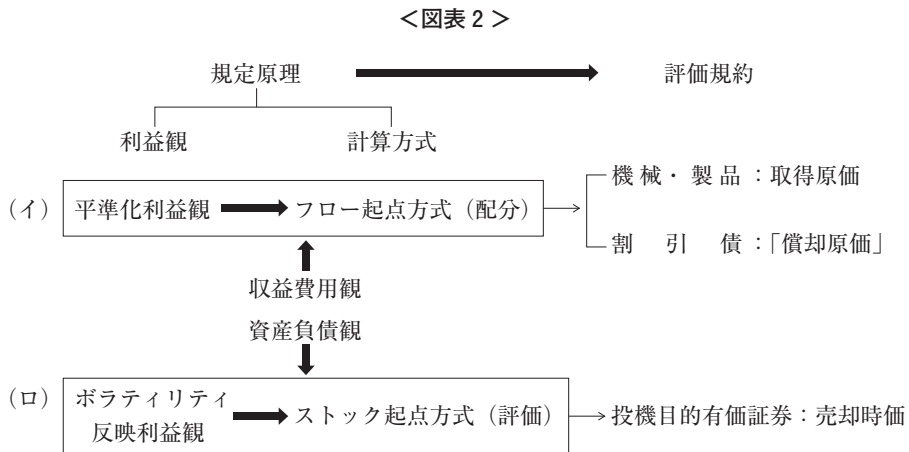 ＜図表 2 ＞
規定原理 評価規約
利益観 計算方式
機械・製品：取得原価
（イ） 平準化利益観 フロー起点方式（配分）
割引債：「償却原価」
収益費用観
資産負債観
（ロ） ボラティリティ
反映利益観 ストック起点方式（評価） 投機目的有価証券：売却時価